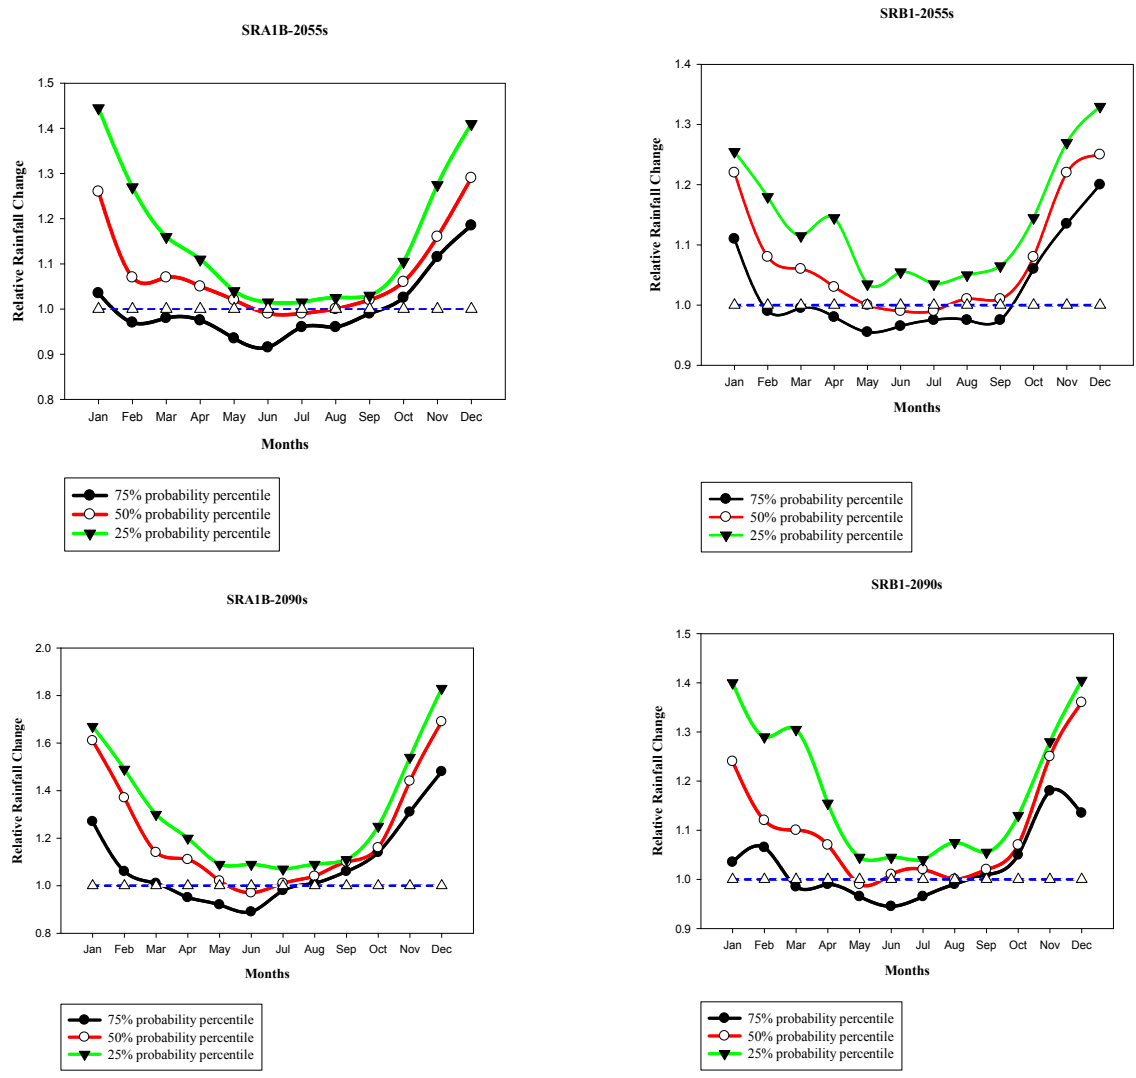 SRA1B-2055s
Relative Rainfall Change
1.5
1.4
1.3
1.2
1.1
1.0
0.9
0.8
Jan Feb Mar Apr May Jun Jul Aug Sep Oct Nov Dec
Months
75% probability percentile
50% probability percentile
25% probability percentile
SRB1-2055s
Relative Rainfall Change
1.4
1.3
1.2
1.1
1.0
0.9
Jan Feb Mar Apr May Jun Jul Aug Sep Oct Nov Dec
Months
75% probability percentile
50% probability percentile
25% probability percentile
SRA1B-2090s
Relative Rainfall Change
2.0
1.8
1.6
1.4
1.2
1.0
0.8
Jan Feb Mar Apr May Jun Jul Aug Sep Oct Nov Dec
Months
75% probability percentile
50% probability percentile
25% probability percentile
SRB1-2090s
Relative Rainfall Change
1.5
1.4
1.3
1.2
1.1
1.0
0.9
Jan Feb Mar Apr May Jun Jul Aug Sep Oct Nov Dec
Months
75% probability percentile
50% probability percentile
25% probability percentile